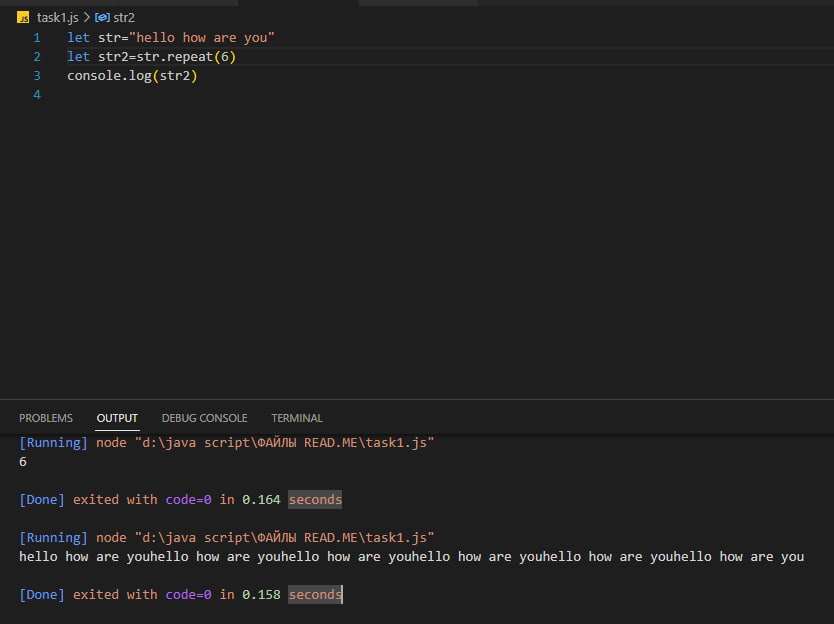 JS task1.js > str2
1 let str="hello how are you"
2 let str2=str.repeat(6)
3 console.log(str2)
4
PROBLEMS OUTPUT DEBUG CONSOLE TERMINAL
[Running] node "d:\java script\ФАЙЛЫ READ.ME\task1.js"
6
[Done] exited with code=0 in 0.164 seconds
[Running] node "d:\java script\ФАЙЛЫ READ.ME\task1.js"
hello how are youhello how are youhello how are youhello how are youhello how are youhello how are you
[Done] exited with code=0 in 0.158 seconds